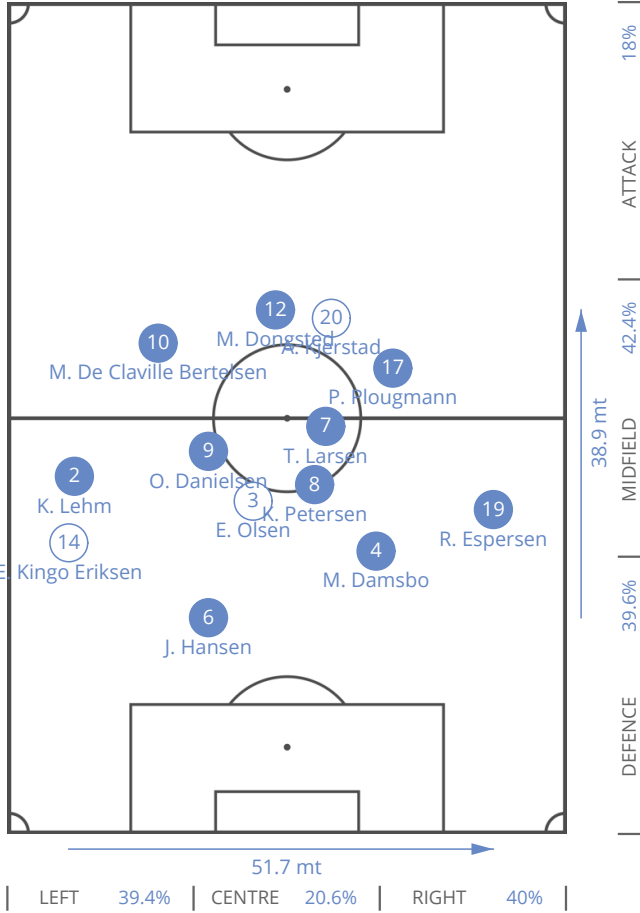 18%
ATTACK
12
20
M. Dongsted
10
A. Kjerstad
M. De Claville Bertelsen
17
P. Plougmann
42.4%
7
T. Larsen
9
O. Danielsen
38.9 mt
MIDFIELD
2
K. Lehm
8
K. Petersen
3
E. Olsen
19
R. Espersen
14
E. Kingo Eriksen
4
M. Damsbo
39.6%
6
J. Hansen
DEFENCE
51.7 mt
LEFT 39.4% CENTRE 20.6% RIGHT 40%